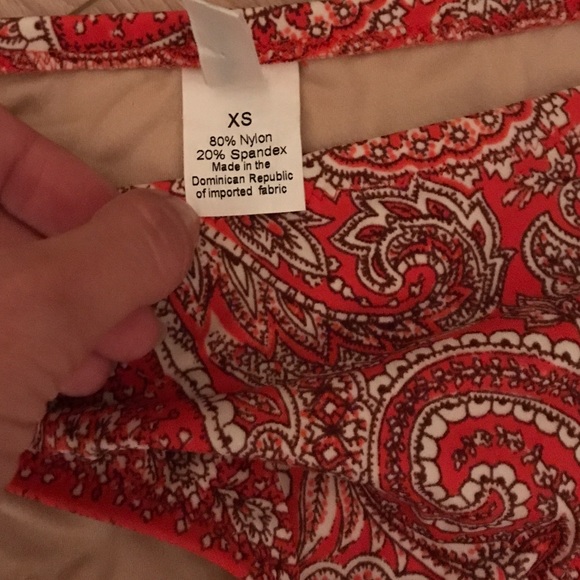 XS
80% Nylon
20% Spandex
Made in the
Dominican Republic
of imported fabric